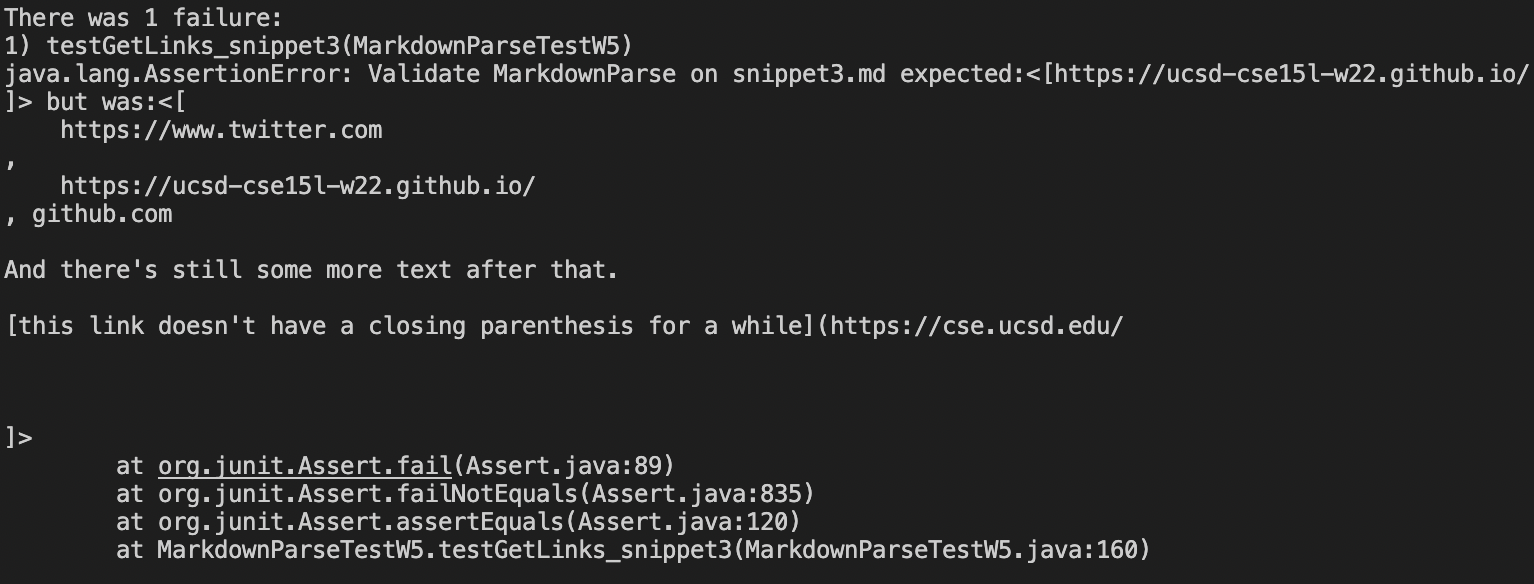 There was 1 failure:
1) testGetLinks_snippet3(MarkdownParseTestW5)
java.lang.AssertionError: Validate MarkdownParse on snippet3.md expected:<[https://ucsd-cse15l-w22.github.io/
]> but was:<[
    https://www.twitter.com
,
    https://ucsd-cse15l-w22.github.io/
, github.com

And there's still some more text after that.

[this link doesn't have a closing parenthesis for a while](https://cse.ucsd.edu/



]>
        at org.junit.Assert.fail(Assert.java:89)
        at org.junit.Assert.failNotEquals(Assert.java:835)
        at org.junit.Assert.assertEquals(Assert.java:120)
        at MarkdownParseTestW5.testGetLinks_snippet3(MarkdownParseTestW5.java:160)